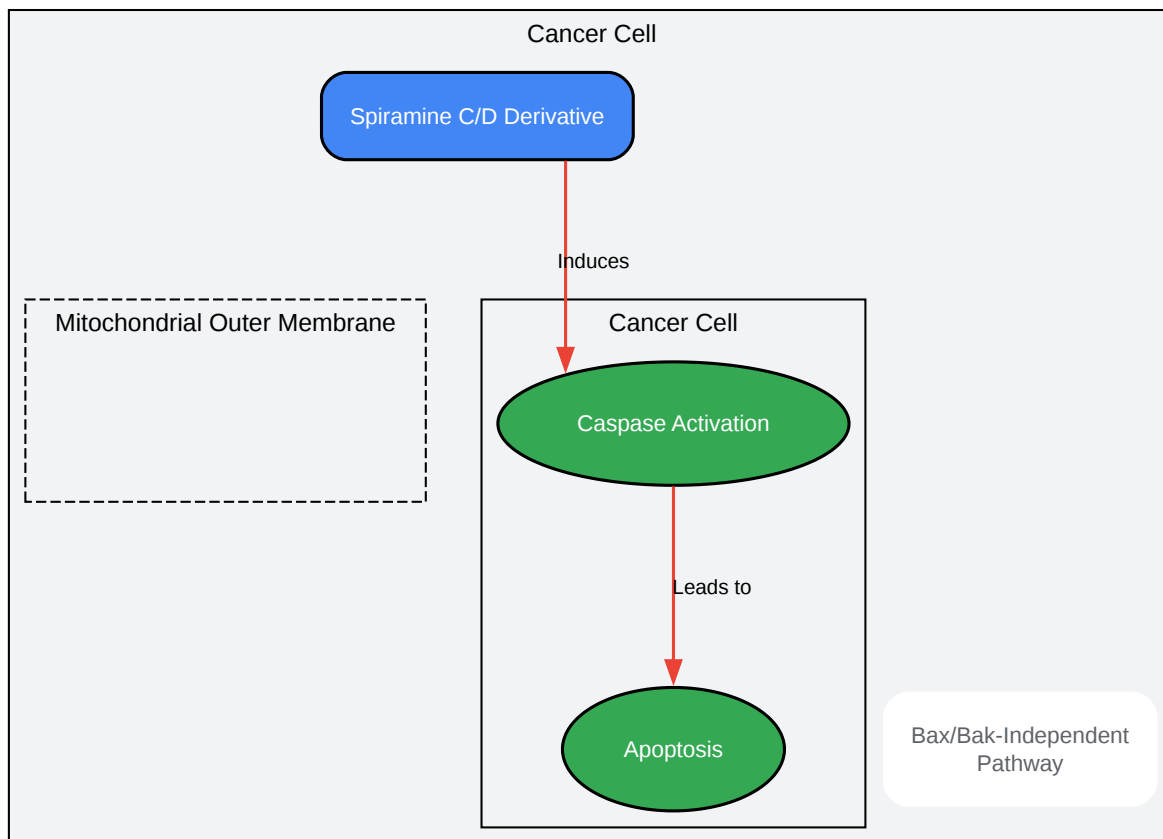 Cancer Cell
Spiramine C/D Derivative
Induces
Mitochondrial Outer Membrane
Cancer Cell
Caspase Activation
Leads to
Apoptosis
Bax/Bak-Independent
Pathway